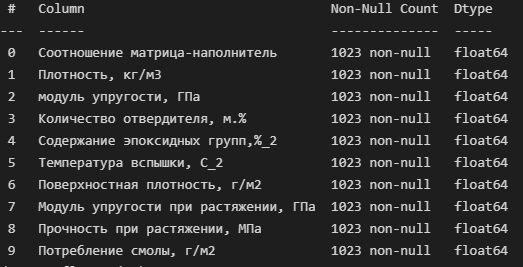 #   Column                                Non-Null Count  Dtype
---  ------                                --------------  -----
0   Соотношение матрица-наполнитель       1023 non-null   float64
1   Плотность, кг/м3                      1023 non-null   float64
2   модуль упругости, ГПа                 1023 non-null   float64
3   Количество отвердителя, м.%           1023 non-null   float64
4   Содержание эпоксидных групп,%_2       1023 non-null   float64
5   Температура вспышки, С_2              1023 non-null   float64
6   Поверхностная плотность, г/м2         1023 non-null   float64
7   Модуль упругости при растяжении, ГПа  1023 non-null   float64
8   Прочность при растяжении, МПа         1023 non-null   float64
9   Потребление смолы, г/м2               1023 non-null   float64